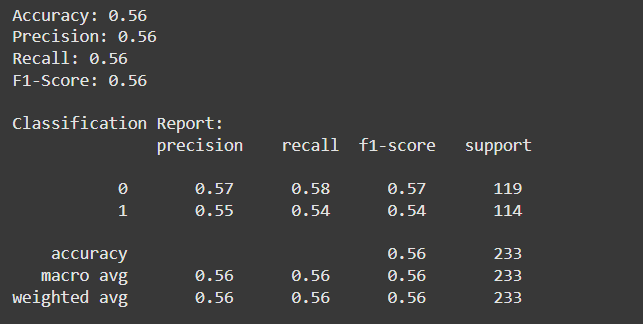 Accuracy: 0.56
Precision: 0.56
Recall: 0.56
F1-Score: 0.56
Classification Report:
precision recall f1-score support
0 0.57 0.58 0.57 119
1 0.55 0.54 0.54 114
accuracy 0.56 233
macro avg 0.56 0.56 0.56 233
weighted avg 0.56 0.56 0.56 233